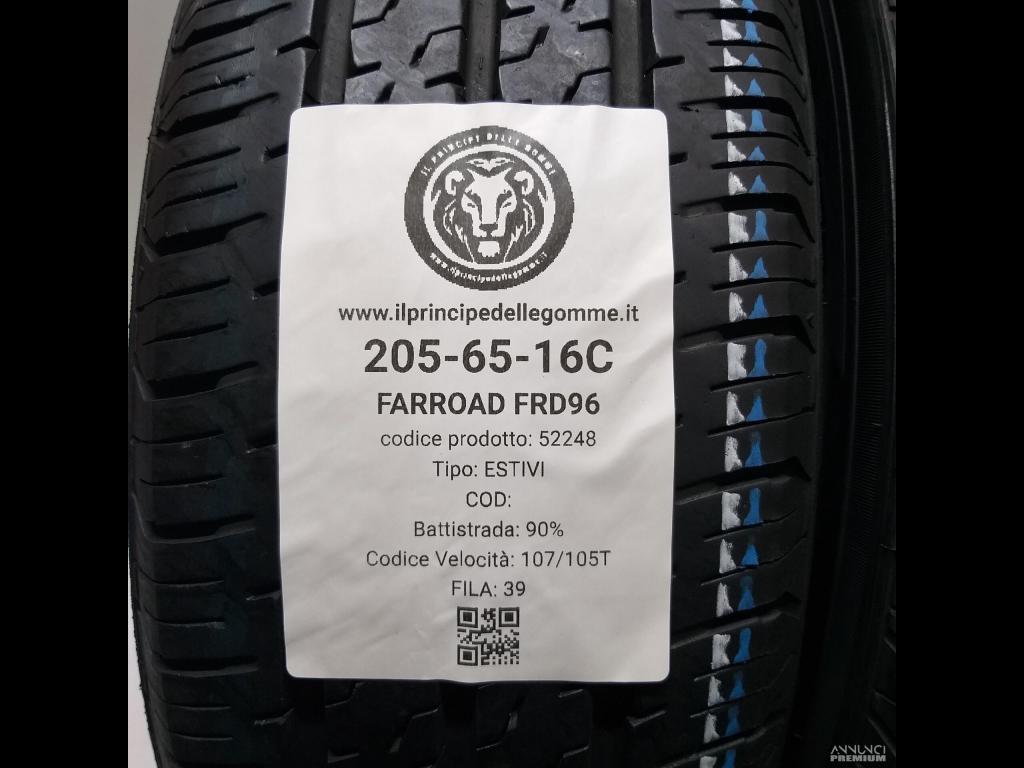 IL PRINCIPE DELLE GOMME
www.ilprincipedellegomme.it
www.ilprincipedellegomme.it
205-65-16C
FARROAD FRD96
codice prodotto: 52248
Tipo: ESTIVI
COD:
Battistrada: 90%
Codice Velocità: 107/105T
FILA: 39
ANNUNCI
PREMIUM